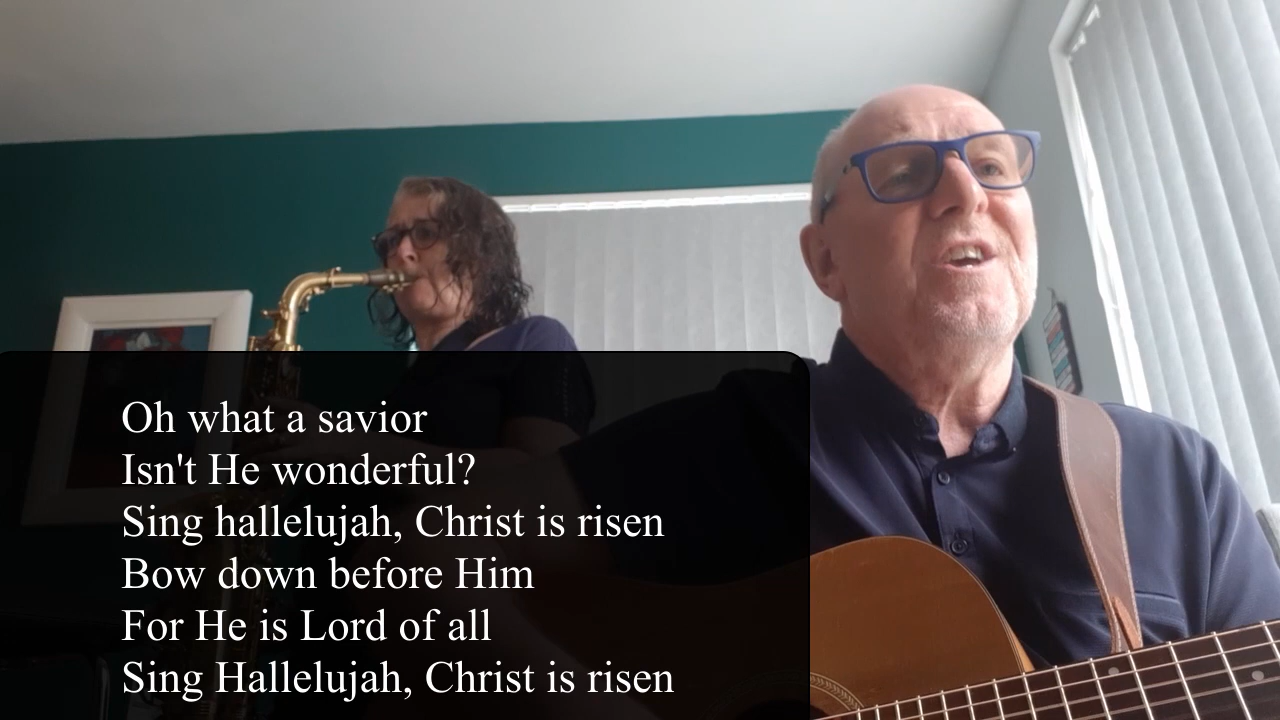 Oh what a savior
Isn't He wonderful?
Sing hallelujah, Christ is risen
Bow down before Him
For He is Lord of all
Sing Hallelujah, Christ is risen